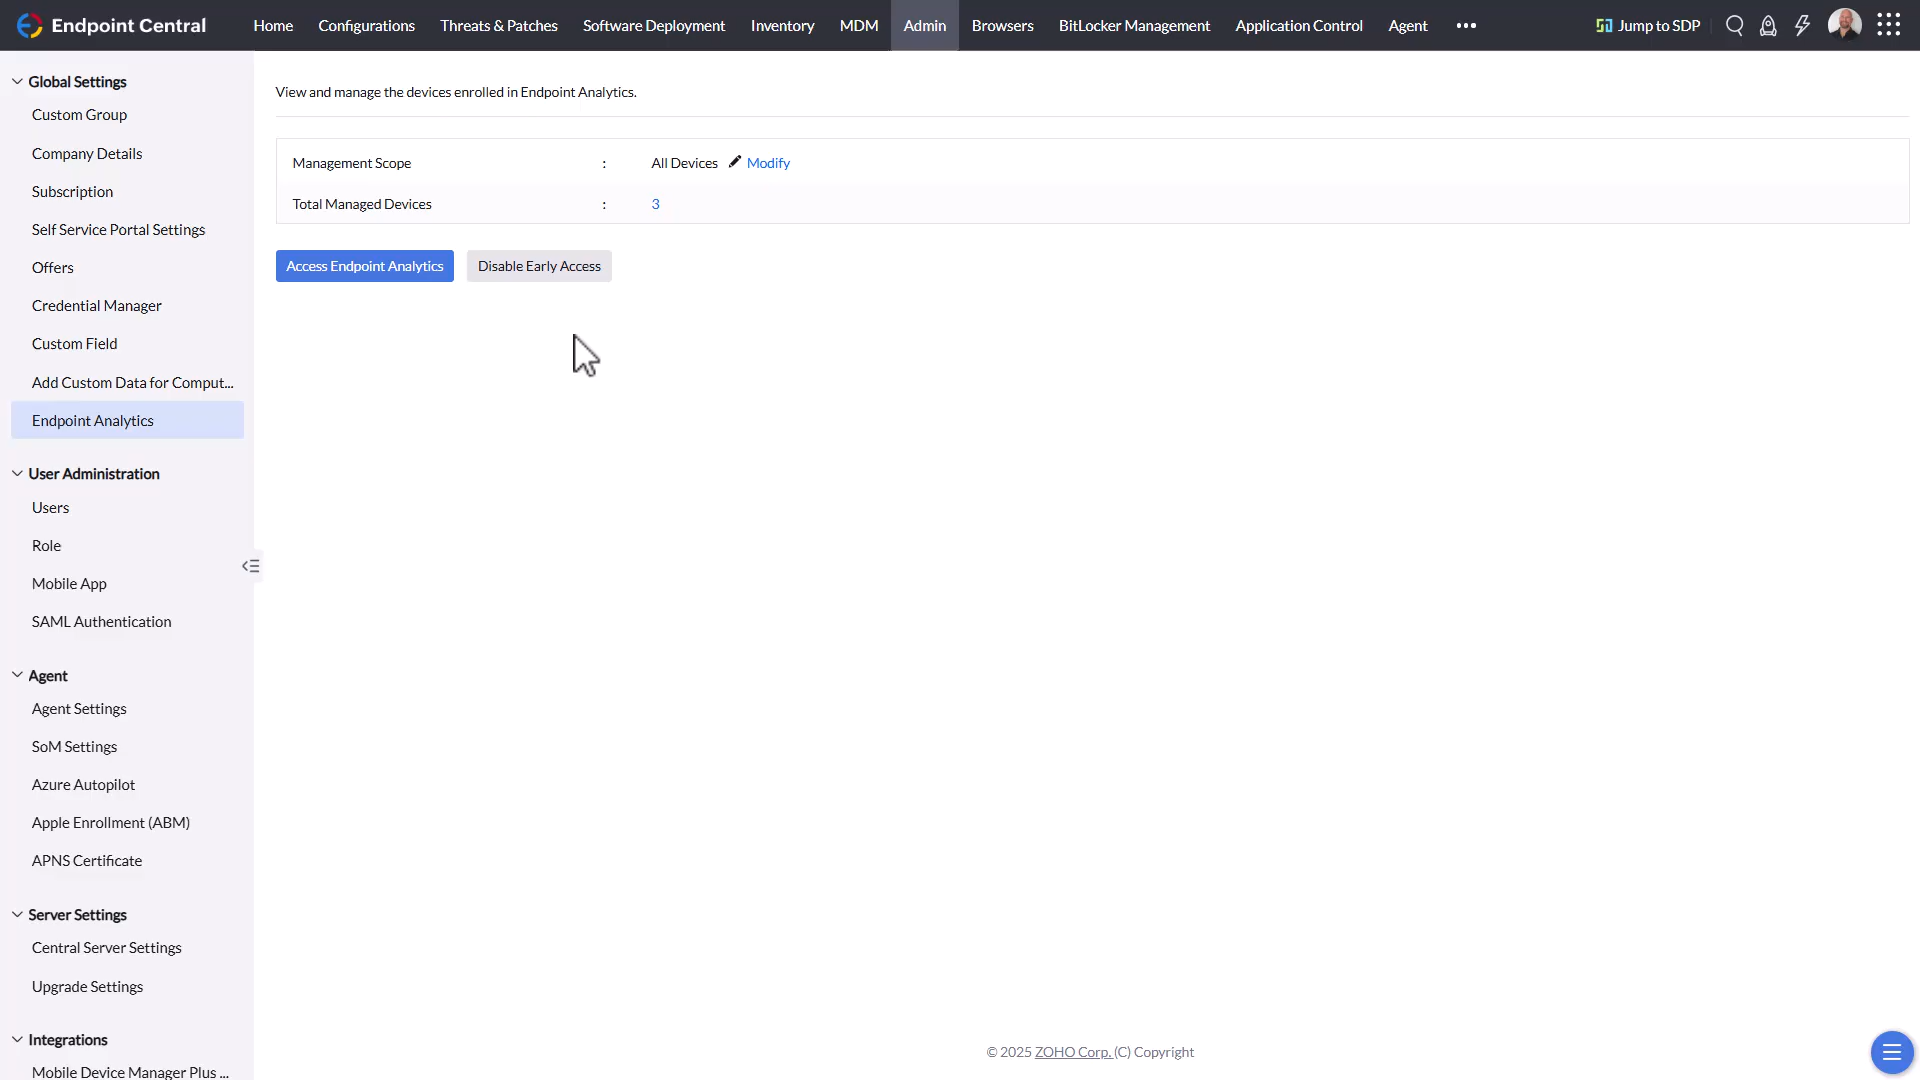 Endpoint Central
Home
Configurations
Threats & Patches
Software Deployment
Inventory
MDM
Admin
Browsers
BitLocker Management
Application Control
Agent
Jump to SDP
Global Settings
Custom Group
Company Details
Subscription
Self Service Portal Settings
Offers
Credential Manager
Custom Field
Add Custom Data for Comput...
Endpoint Analytics
User Administration
Users
Role
Mobile App
SAML Authentication
Agent
Agent Settings
SoM Settings
Azure Autopilot
Apple Enrollment (ABM)
APNS Certificate
Server Settings
Central Server Settings
Upgrade Settings
Integrations
Mobile Device Manager Plus ...
View and manage the devices enrolled in Endpoint Analytics.
Management Scope : All Devices Modify
Total Managed Devices : 3
Access Endpoint Analytics
Disable Early Access
© 2025 ZOHO Corp. (C) Copyright